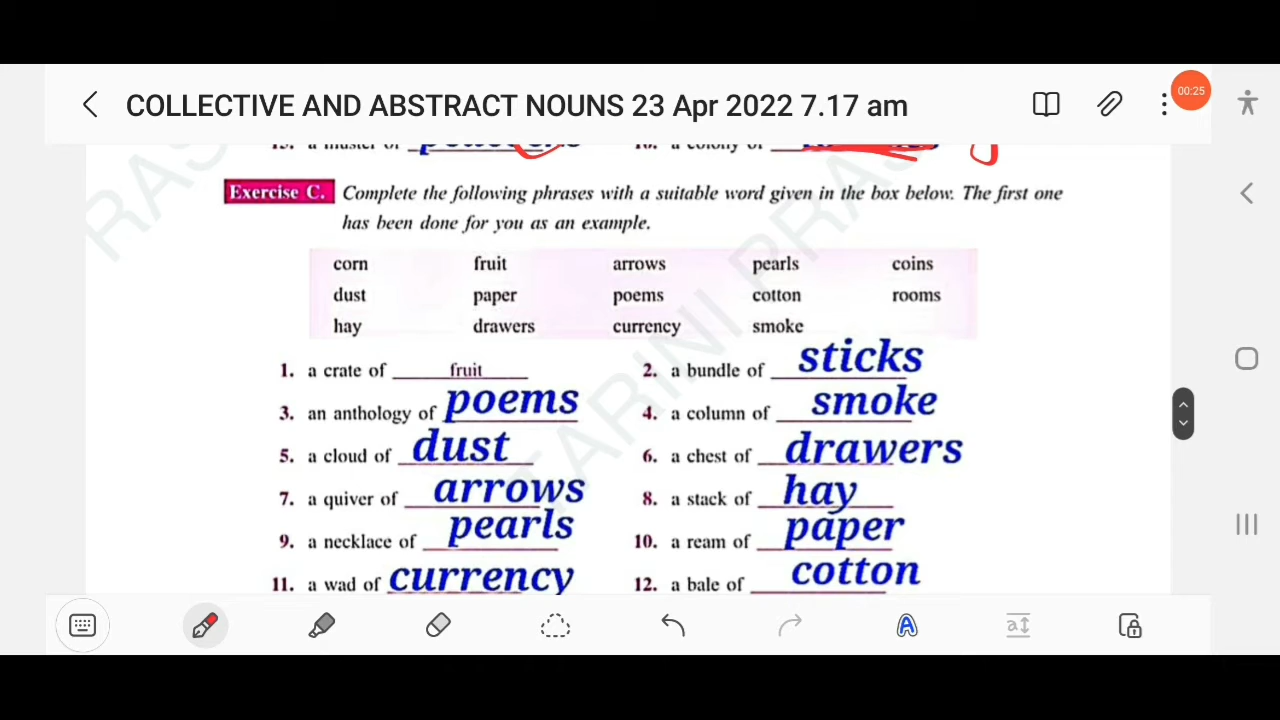 00:25
COLLECTIVE AND ABSTRACT NOUNS 23 Apr 2022 7.17 am
Exercise C. Complete the following phrases with a suitable word given in the box below. The first one
has been done for you as an example.
corn fruit arrows pearls coins
dust paper poems cotton rooms
hay drawers currency smoke
1. a crate of fruit 2. a bundle of sticks
3. an anthology of poems 4. a column of smoke
5. a cloud of dust 6. a chest of drawers
7. a quiver of arrows 8. a stack of hay
9. a necklace of pearls 10. a ream of paper
11. a wad of currency 12. a bale of cotton
TARINI PRAS